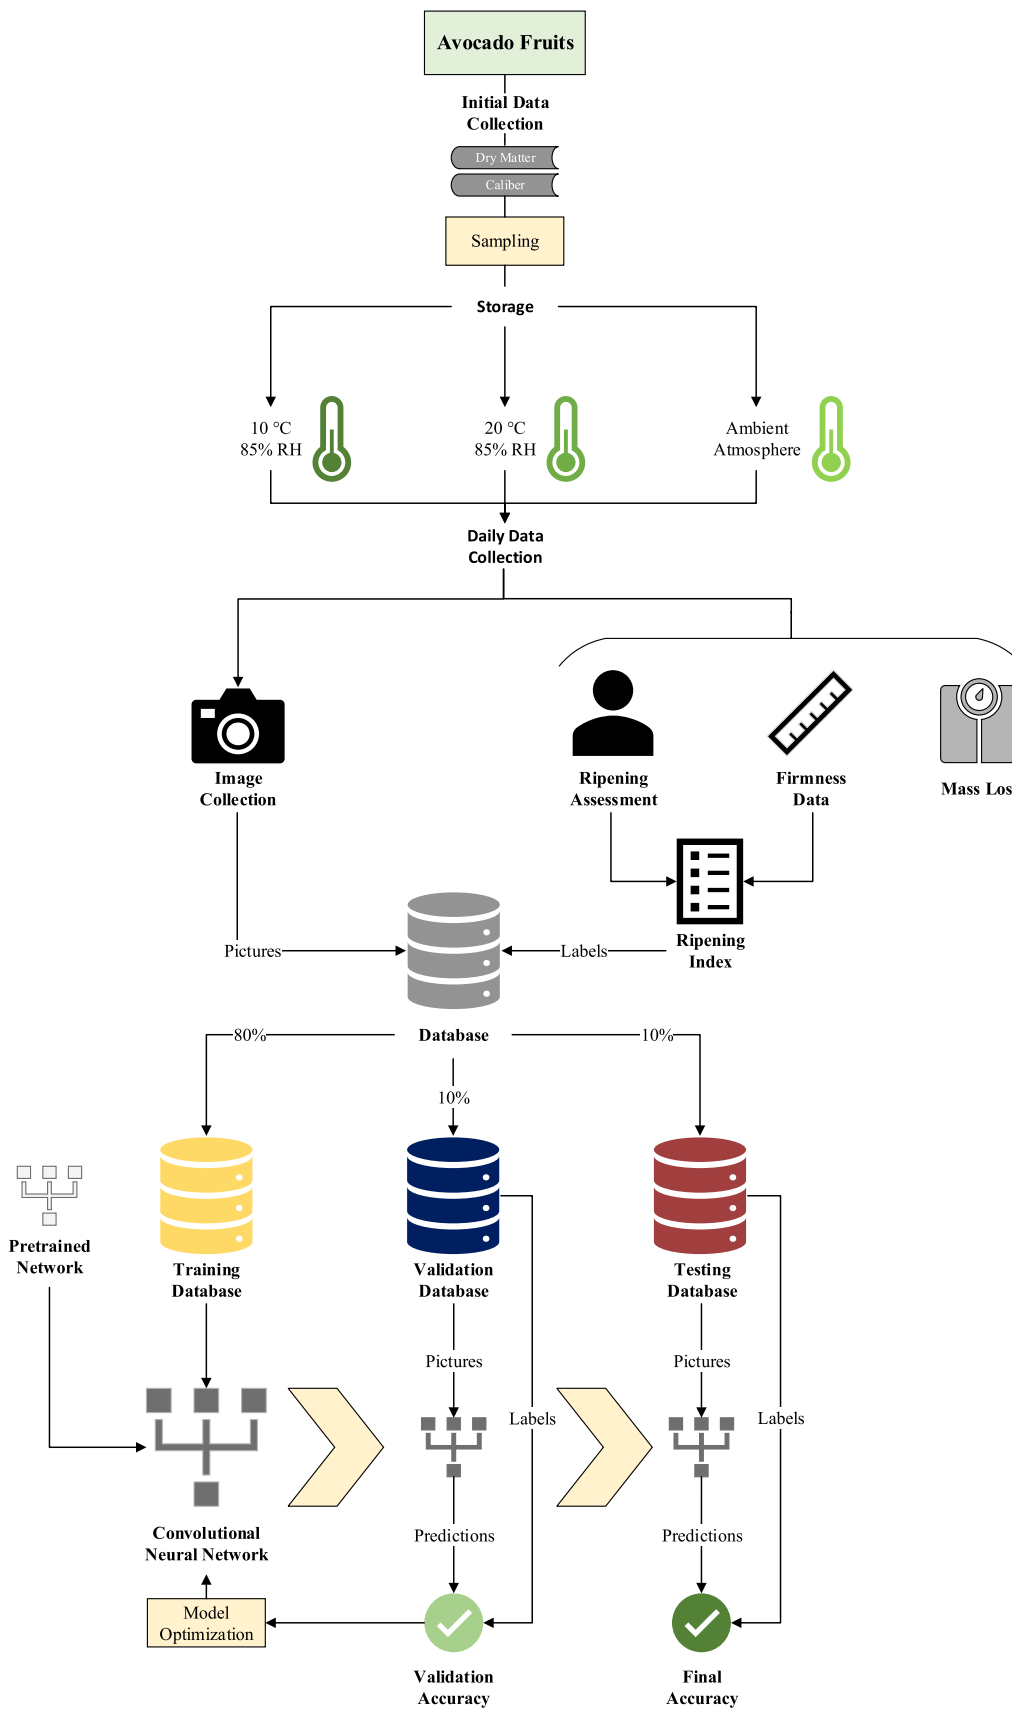 Avocado Fruits
Initial Data
Collection
Dry Matter
Caliber
Sampling
Storage
10 °C
85% RH
20 °C
85% RH
Ambient
Atmosphere
Daily Data
Collection
Image
Collection
Ripening
Assessment
Firmness
Data
Mass Los
Ripening
Index
Pictures
Labels
Database
80%
10%
10%
Pretrained
Network
Training
Database
Validation
Database
Testing
Database
Pictures
Pictures
Labels
Labels
Predictions
Predictions
Convolutional
Neural Network
Model
Optimization
Validation
Accuracy
Final
Accuracy